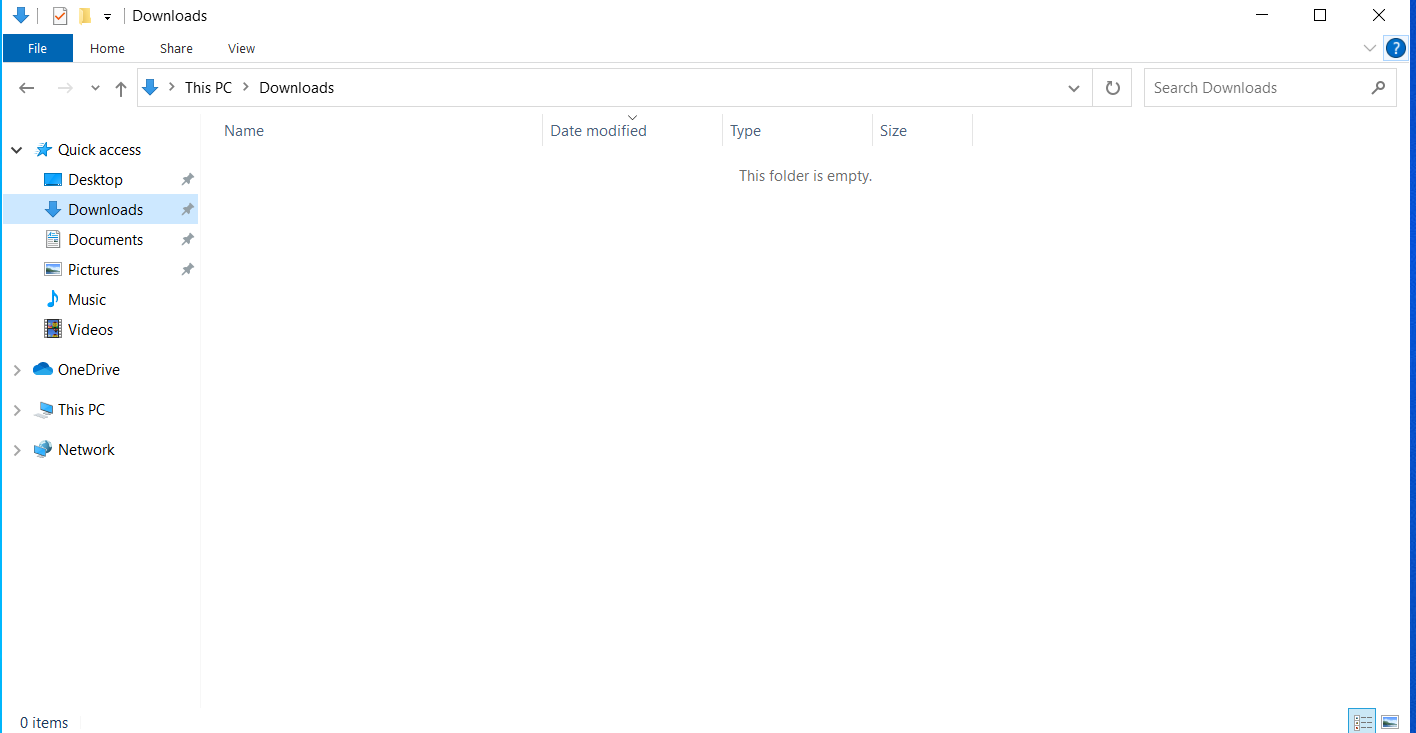 Downloads
File Home Share View
This PC Downloads Search Downloads
Name Date modified Type Size
This folder is empty.
Quick access
Desktop
Downloads
Documents
Pictures
Music
Videos
OneDrive
This PC
Network
0 items